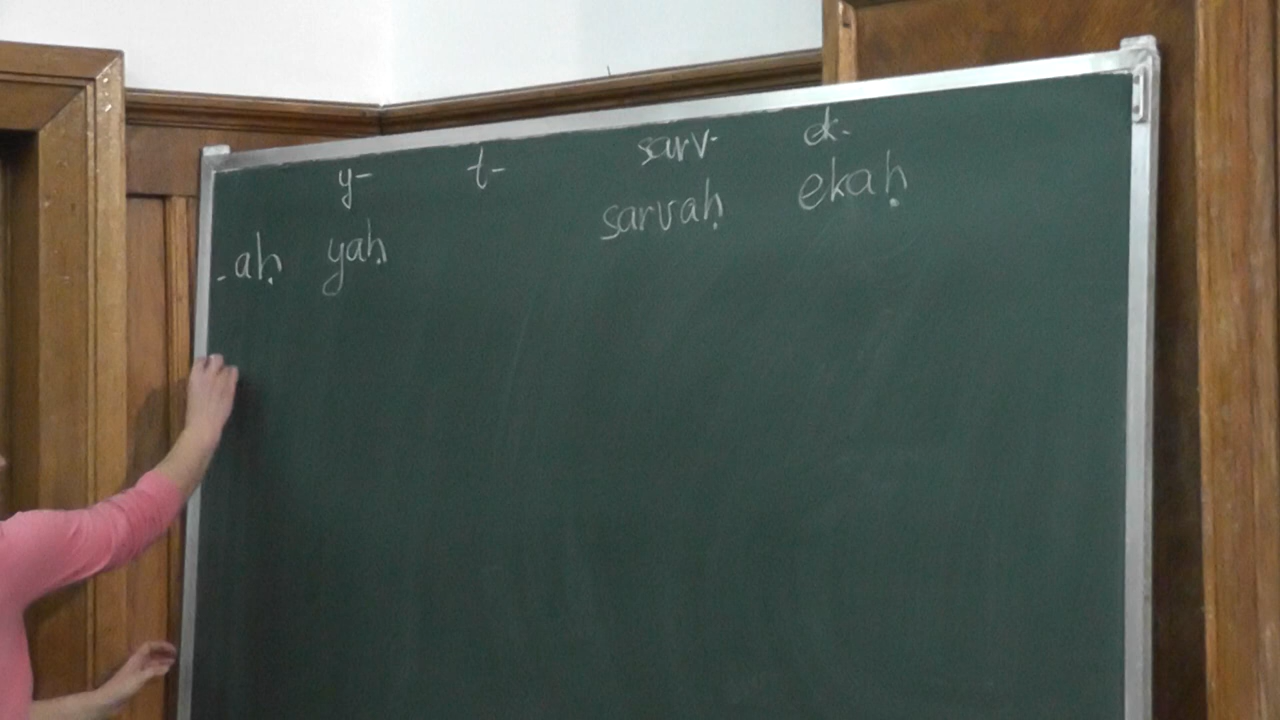 y- t- sarv- ek-
-aḥ yaḥ sarvaḥ ekaḥ